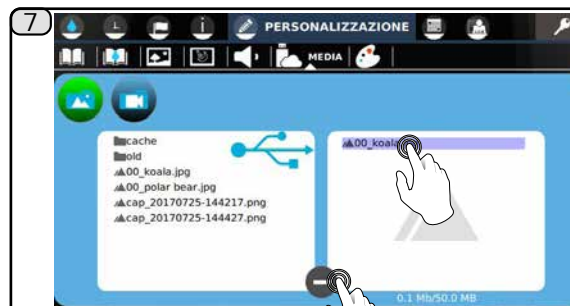 7
PERSONALIZZAZIONE
MEDIA
cache
old
00_koala.jpg
00_polar bear.jpg
cap_20170725-144217.png
cap_20170725-144427.png
00_koala
0.1 Mb/50.0 MB